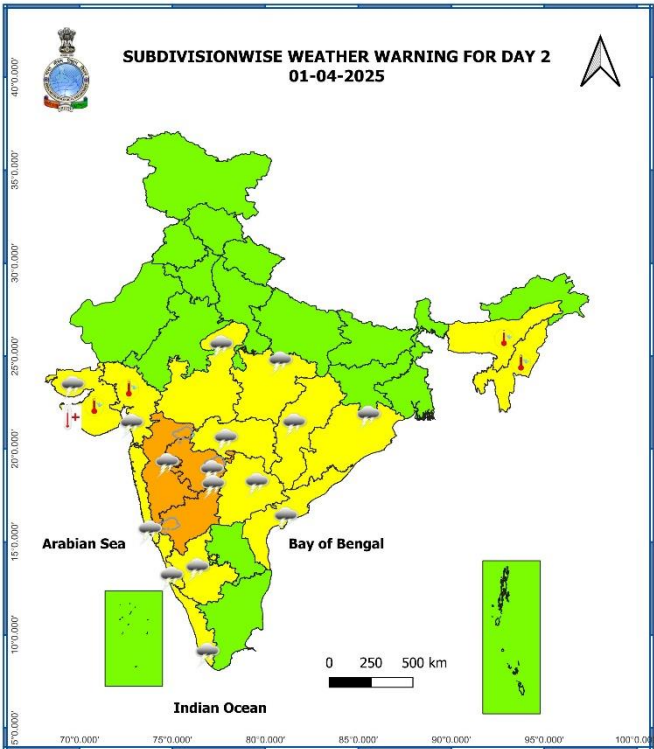 SUBDIVISIONWISE WEATHER WARNING FOR DAY 2
01-04-2025
40°0.000'
35°0.000'
30°0.000'
25°0.000'
20°0.000'
15°0.000'
10°0.000'
5°0.000'
Arabian Sea
Bay of Bengal
0 250 500 km
Indian Ocean
70°0.000' 75°0.000' 80°0.000' 85°0.000' 90°0.000' 95°0.000' 100°0.0